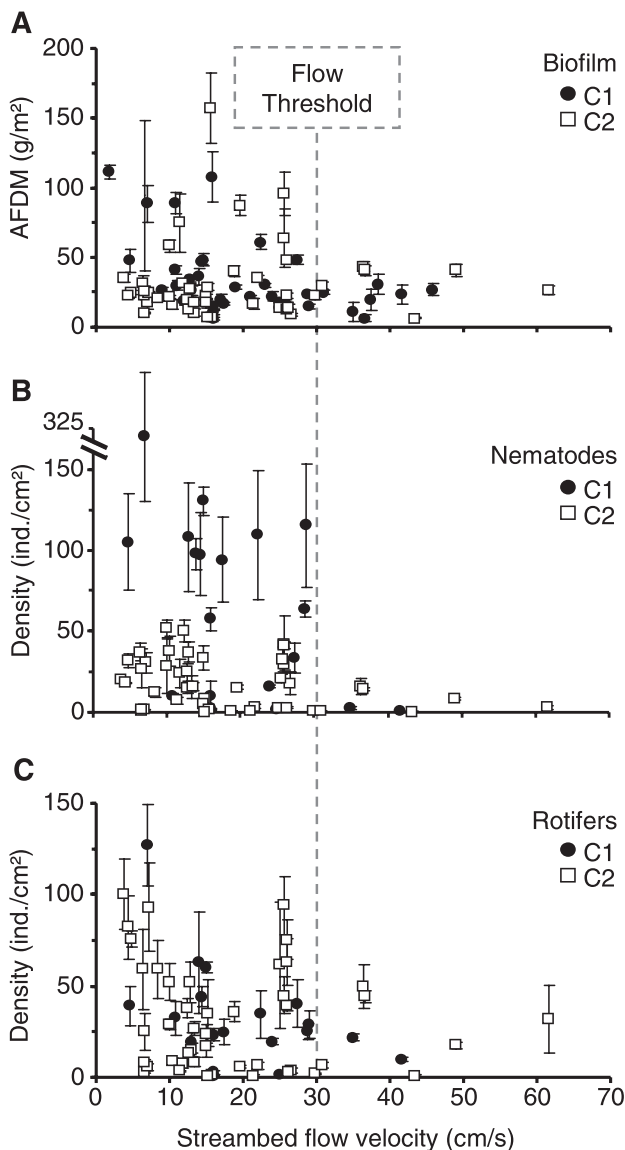 A
200
Flow
Threshold
Biofilm
C1
C2
150
100
50
0
AFDM (g/m²)
B
325
150
100
50
0
Density (ind./cm²)
Nematodes
C1
C2
C
150
100
50
0
Density (ind./cm²)
Rotifers
C1
C2
0 10 20 30 40 50 60 70
Streambed flow velocity (cm/s)